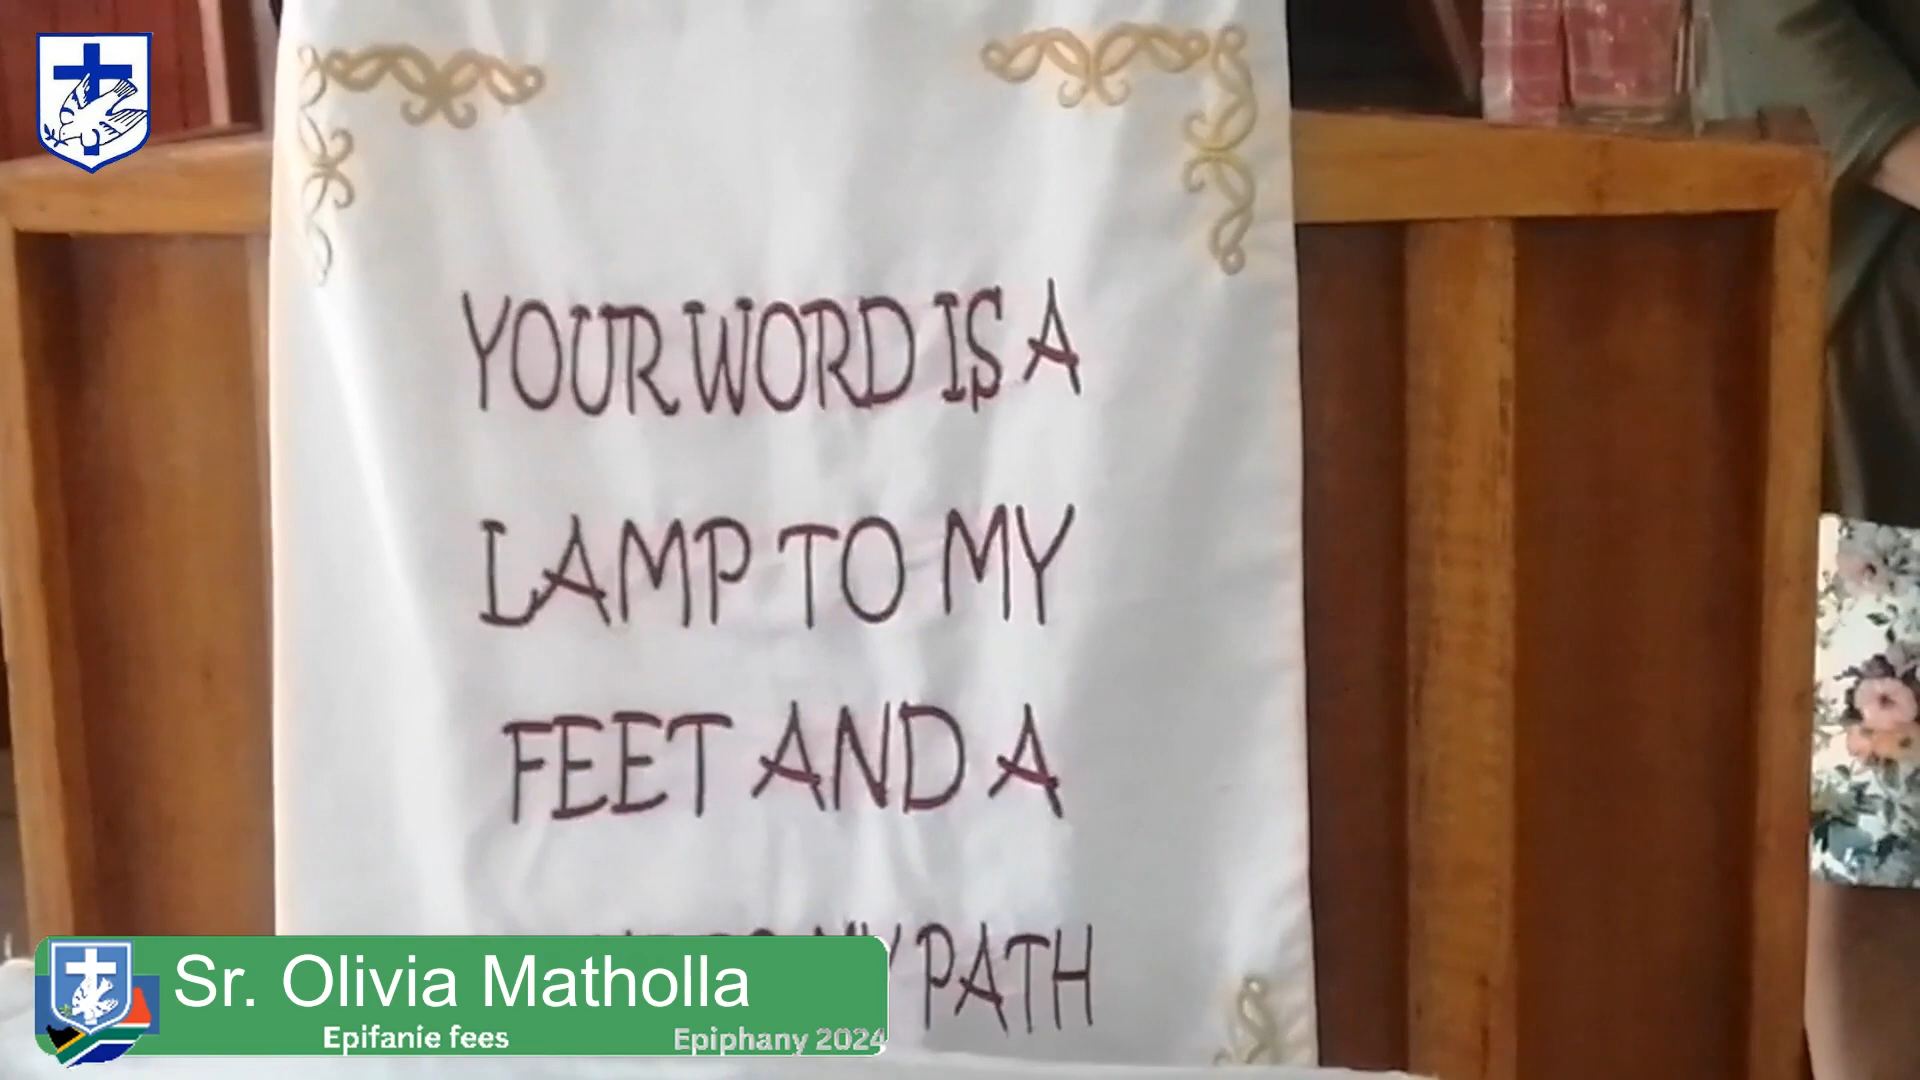 YOUR WORD IS A
LAMP TO MY
FEET AND A
MY PATH
Sr. Olivia Matholla
Epifanie fees
Epiphany 2024